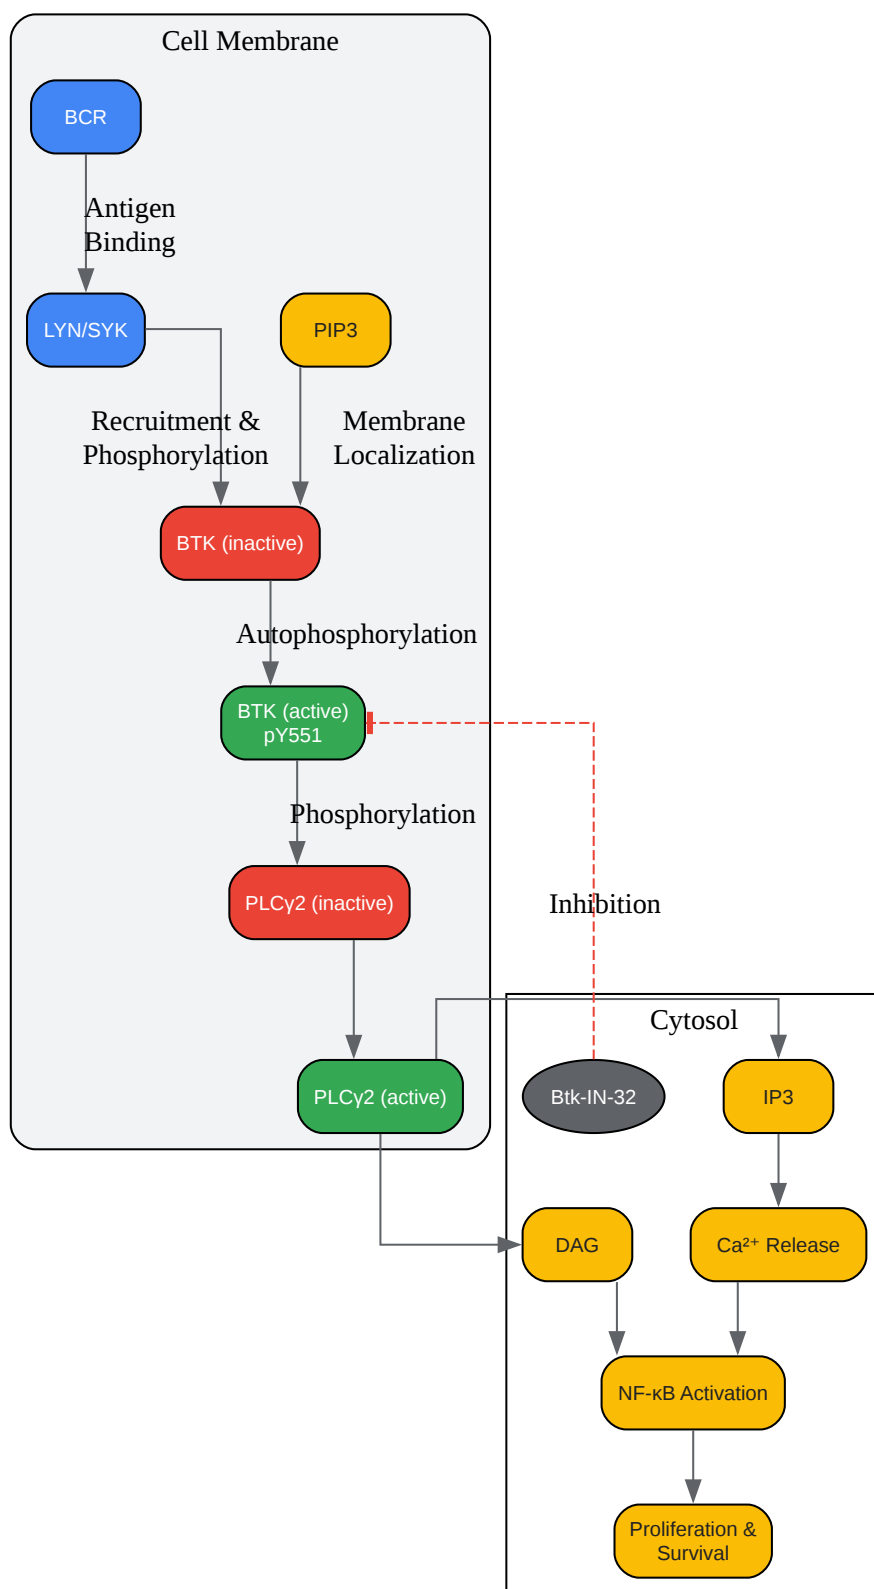 Cell Membrane
BCR
Antigen
Binding
LYN/SYK
PIP3
Recruitment &
Phosphorylation
Membrane
Localization
BTK (inactive)
Autophosphorylation
BTK (active)
pY551
Phosphorylation
PLCγ2 (inactive)
Inhibition
Cytosol
PLCγ2 (active)
Btk-IN-32
IP3
DAG
Ca²⁺ Release
NF-κB Activation
Proliferation &
Survival